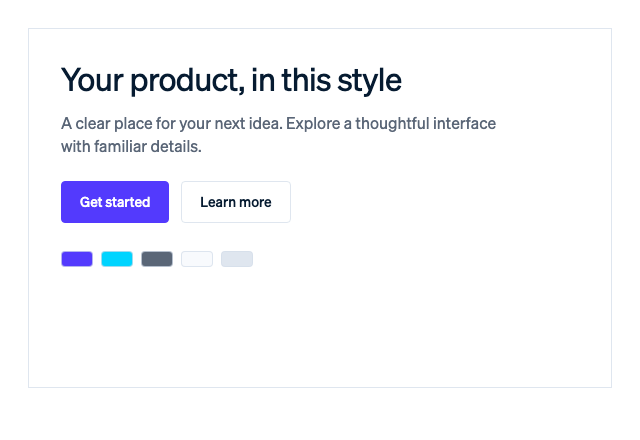 Your product, in this style
A clear place for your next idea. Explore a thoughtful interface
with familiar details.
Get started
Learn more